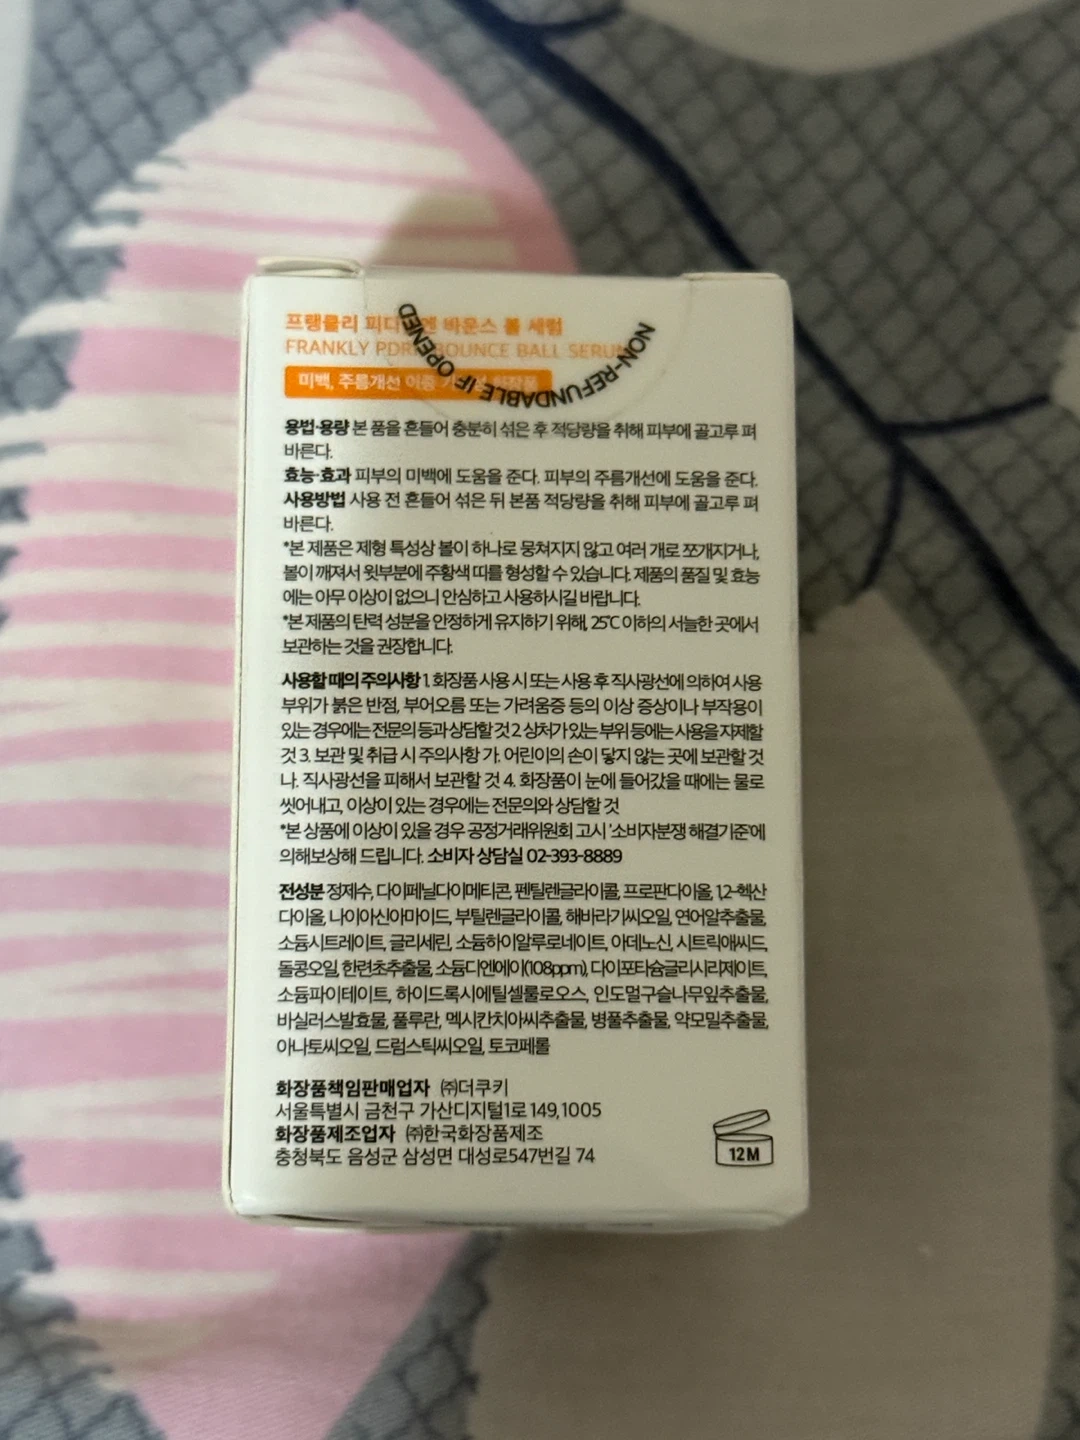 프랭클리 피디알엔 바운스 볼 세럼
FRANKLY PDRN BOUNCE BALL SERUM
NON-REFUNDABLE IF OPENED
미백, 주름개선 이중 기능성 화장품
용법·용량 본 품을 흔들어 충분히 섞은 후 적당량을 취해 피부에 골고루 펴
바른다.
효능·효과 피부의 미백에 도움을 준다. 피부의 주름개선에 도움을 준다.
사용방법 사용 전 흔들어 섞은 뒤 본품 적당량을 취해 피부에 골고루 펴
바른다.
*본 제품은 제형 특성상 볼이 하나로 뭉쳐지지 않고 여러 개로 쪼개지거나,
볼이 깨져서 윗부분에 주황색 띠를 형성할 수 있습니다. 제품의 품질 및 효능
에는 아무 이상이 없으니 안심하고 사용하시길 바랍니다.
*본 제품의 탄력 성분을 안정하게 유지하기 위해, 25℃ 이하의 서늘한 곳에서
보관하는 것을 권장합니다.
사용할 때의 주의사항 1. 화장품 사용 시 또는 사용 후 직사광선에 의하여 사용
부위가 붉은 반점, 부어오름 또는 가려움증 등의 이상 증상이나 부작용이
있는 경우에는 전문의 등과 상담할 것 2. 상처가 있는 부위 등에는 사용을 자제할
것 3. 보관 및 취급 시 주의사항 가. 어린이의 손이 닿지 않는 곳에 보관할 것
나. 직사광선을 피해서 보관할 것 4. 화장품이 눈에 들어갔을 때에는 물로
씻어내고, 이상이 있는 경우에는 전문의와 상담할 것
*본 상품에 이상이 있을 경우 공정거래위원회 고시 '소비자분쟁 해결기준'에
의해 보상해 드립니다. 소비자 상담실 02-393-8889
전성분 정제수, 다이페닐다이메티콘, 펜틸렌글라이콜, 프로판다이올, 1,2-헥산
다이올, 나이아신아마이드, 부틸렌글라이콜, 해바라기씨오일, 연어알추출물,
소듐시트레이트, 글리세린, 소듐하이알루로네이트, 아데노신, 시트릭애씨드,
돌콩오일, 한련초추출물, 소듐디엔에이(108ppm), 다이포타슘글리시리제이트,
소듐파이테이트, 하이드록시에틸셀룰로오스, 인도멀구슬나무잎추출물,
바실러스발효물, 풀루란, 멕시칸치아씨추출물, 병풀추출물, 약모밀추출물,
아나토씨오일, 드럼스틱씨오일, 토코페롤
화장품책임판매업자 ㈜더쿠키
서울특별시 금천구 가산디지털1로 149, 1005
화장품제조업자 ㈜한국화장품제조
충청북도 음성군 삼성면 대성로547번길 74
12M